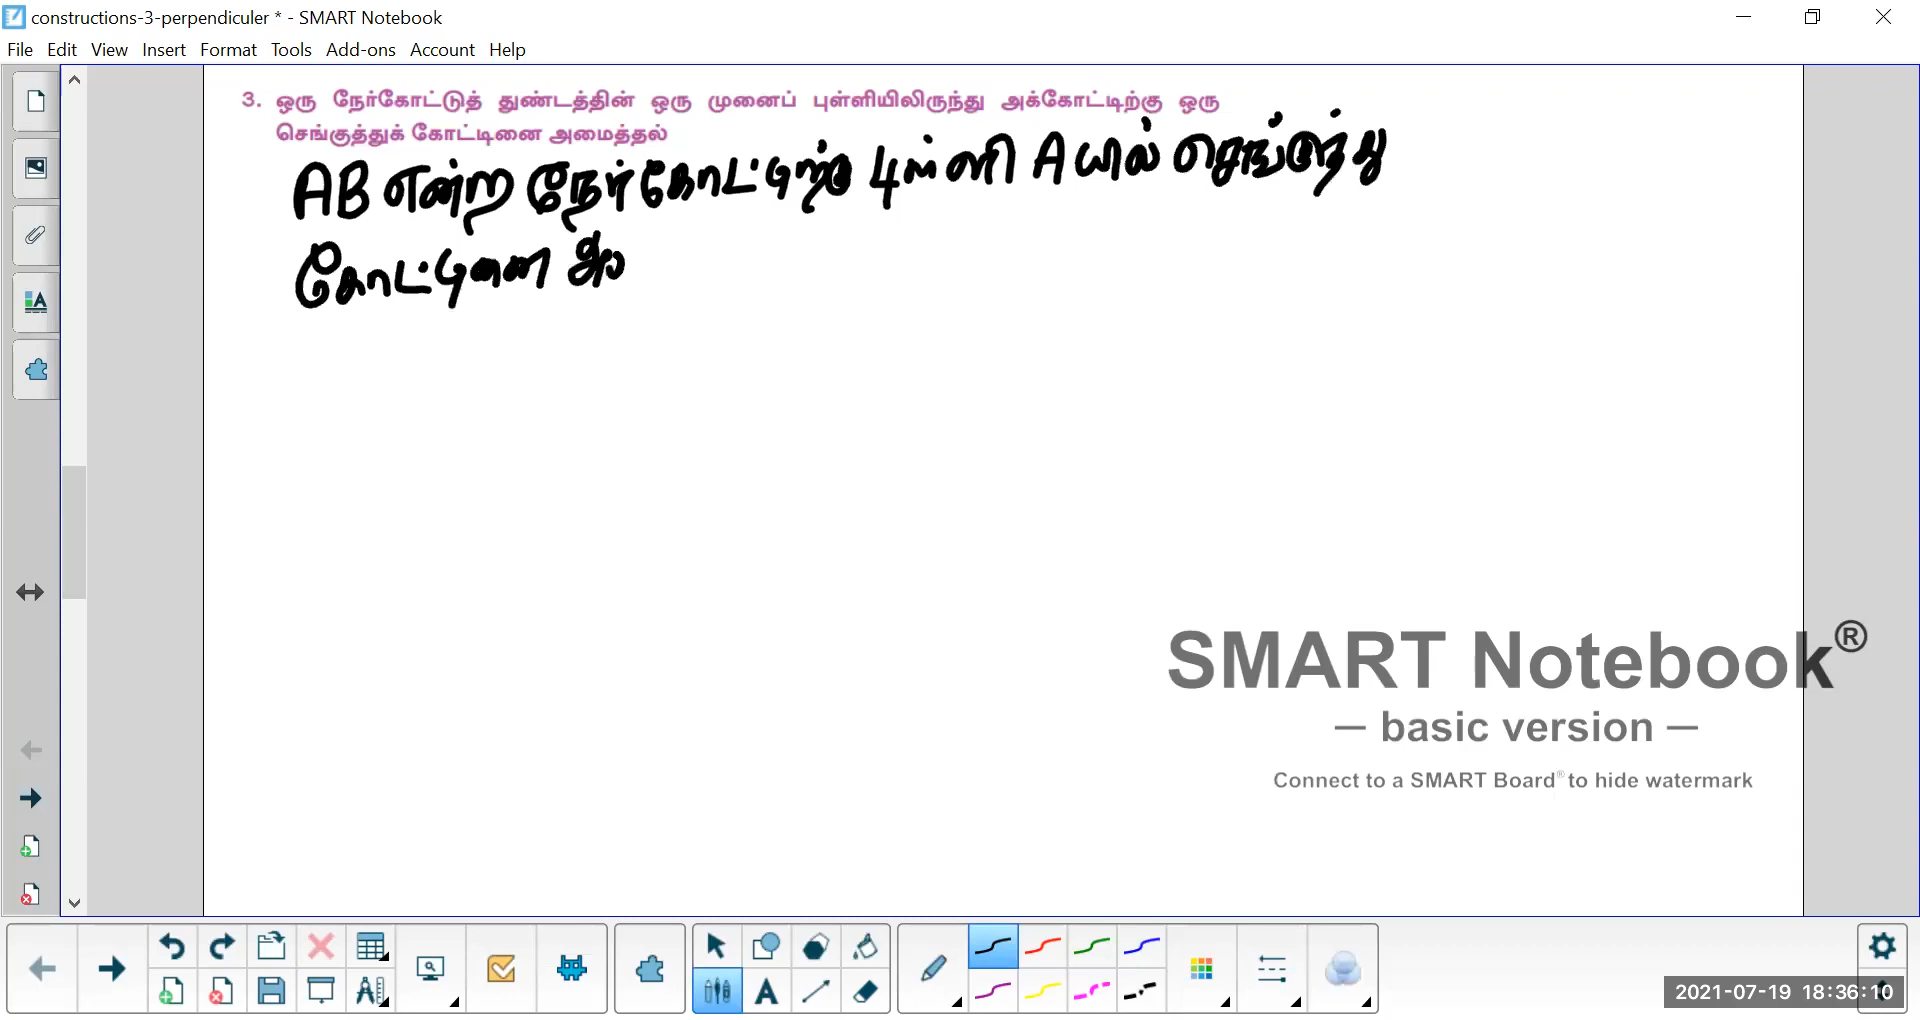 constructions-3-perpendiculer * - SMART Notebook
File Edit View Insert Format Tools Add-ons Account Help
3. ஒரு நேர்கோட்டுத் துண்டத்தின் ஒரு முனைப் புள்ளியிலிருந்து அக்கோட்டிற்கு ஒரு
செங்குத்துக் கோட்டினை அமைத்தல்
AB என்ற நேர்கோட்டிற்கு புள்ளி A யில் செங்குத்து
கோட்டினை
SMART Notebook®
— basic version —
Connect to a SMART Board® to hide watermark
2021-07-19 18:36:10